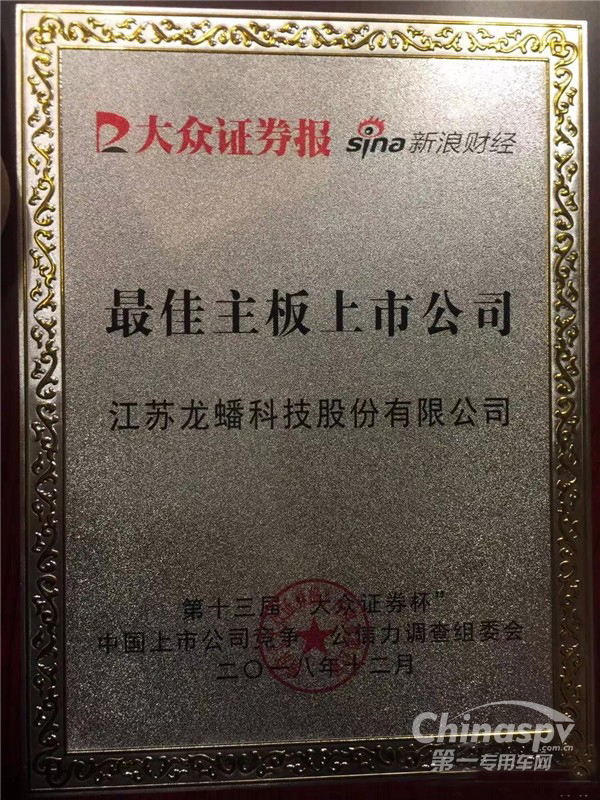 大众证券报 sina新浪财经
最佳主板上市公司
江苏龙蟠科技股份有限公司
第十三届“大众证券杯”
中国上市公司竞争 公信力调查组委会
二〇一八年十二月
Chinaspv
.com.cn
第一专用车网